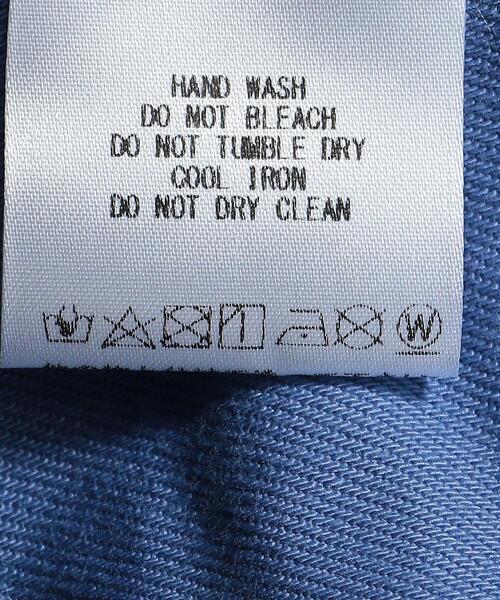 HAND WASH
DO NOT BLEACH
DO NOT TUMBLE DRY
COOL IRON
DO NOT DRY CLEAN
W